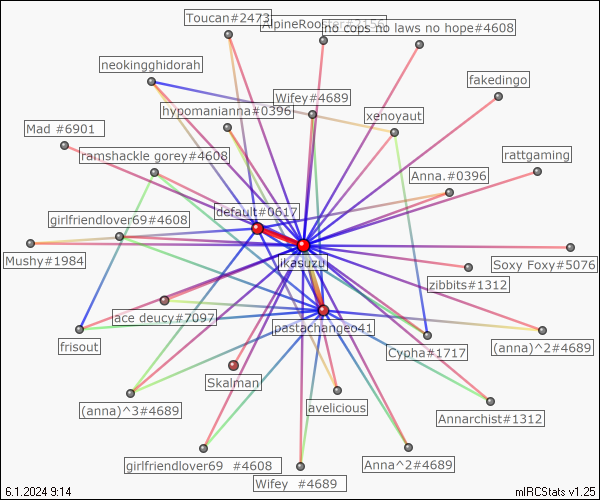 Toucan#2473
AlpineRooster#2156
no cops no laws no hope#4608
neokingghidorah
fakedingo
Wifey#4689
hypomanianna#0396
xenoyaut
Mad #6901
ramshackle gorey#4608
rattgaming
Anna.#0396
default#0617
girlfriendlover69#4608
Mushy#1984
ikasuzu
Soxy Foxy#5076
zibbits#1312
ace deucy#7097
pastachangeo41
frisout
Cypha#1717
(anna)^2#4689
Skalman
(anna)^3#4689
avelicious
Annarchist#1312
girlfriendlover69 #4608
Anna^2#4689
Wifey #4689
6.1.2024 9:14
mIRCStats v1.25